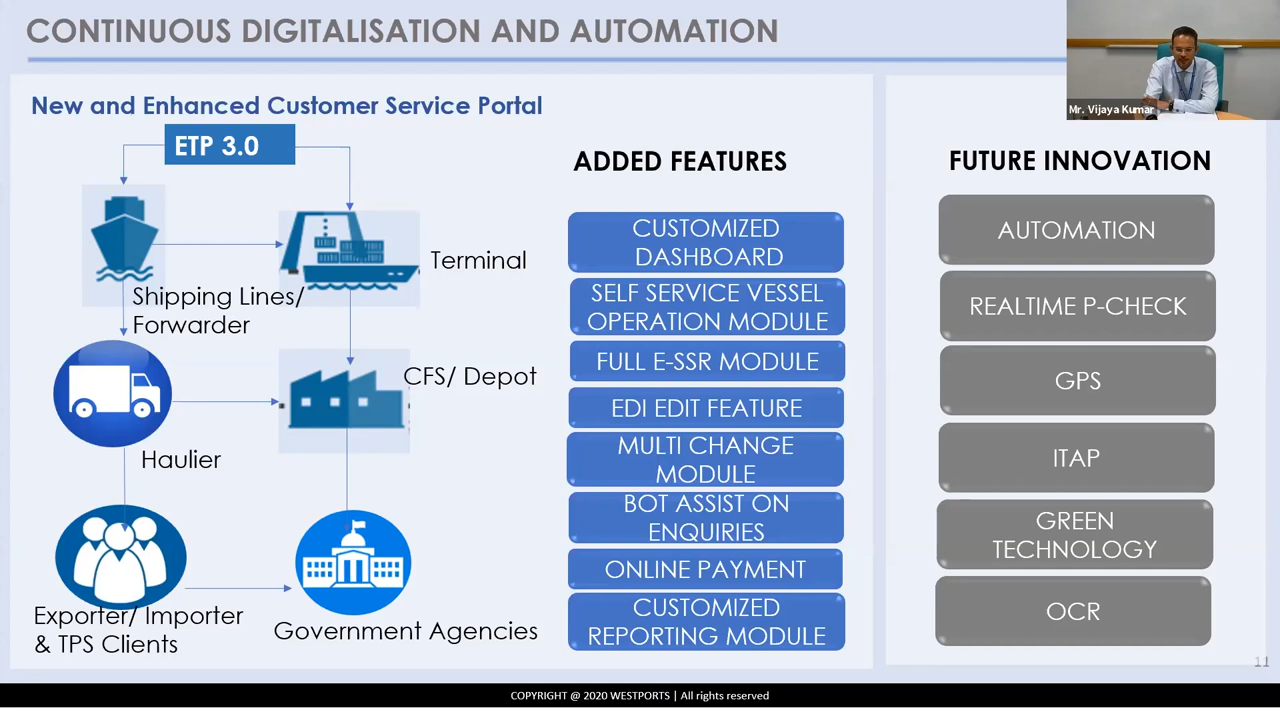 CONTINUOUS DIGITALISATION AND AUTOMATION
Mr. Vijaya Kumar
New and Enhanced Customer Service Portal
ETP 3.0
Terminal
Shipping Lines/
Forwarder
CFS/ Depot
Haulier
Exporter/ Importer
& TPS Clients
Government Agencies
ADDED FEATURES
CUSTOMIZED
DASHBOARD
SELF SERVICE VESSEL
OPERATION MODULE
FULL E-SSR MODULE
EDI EDIT FEATURE
MULTI CHANGE
MODULE
BOT ASSIST ON
ENQUIRIES
ONLINE PAYMENT
CUSTOMIZED
REPORTING MODULE
FUTURE INNOVATION
AUTOMATION
REALTIME P-CHECK
GPS
ITAP
GREEN
TECHNOLOGY
OCR
11
COPYRIGHT @ 2020 WESTPORTS | All rights reserved